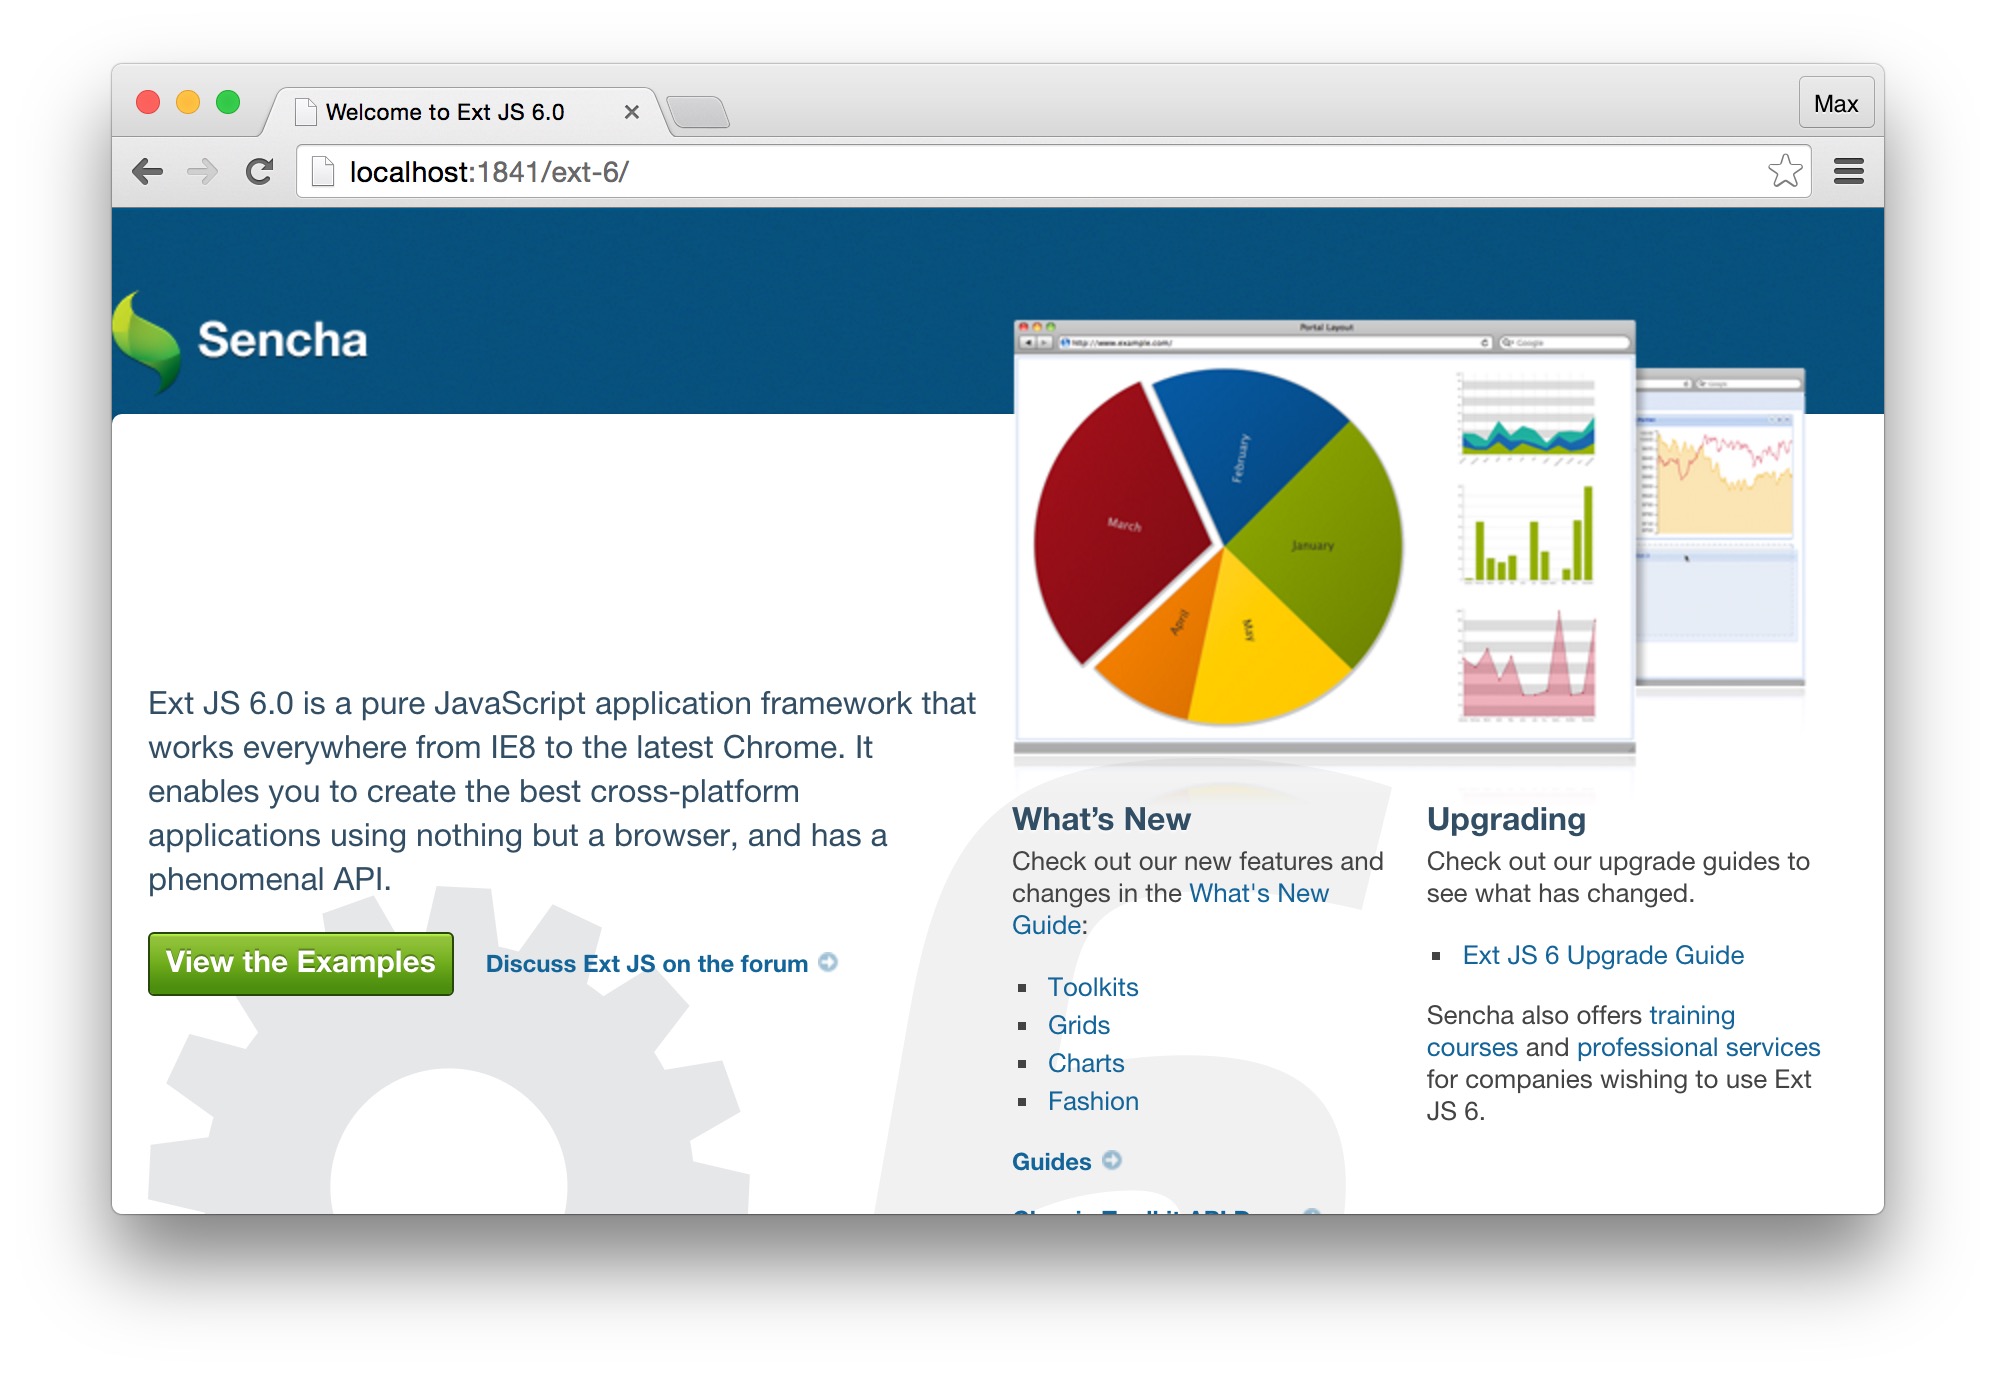 Welcome to Ext JS 6.0
Max
localhost:1841/ext-6/
Sencha
Portal Layout
http://www.example.com/
Google
February
March
January
April
May
Ext JS 6.0 is a pure JavaScript application framework that
works everywhere from IE8 to the latest Chrome. It
enables you to create the best cross-platform
applications using nothing but a browser, and has a
phenomenal API.
View the Examples
Discuss Ext JS on the forum
What’s New
Check out our new features and
changes in the What's New
Guide:
Toolkits
Grids
Charts
Fashion
Guides
Upgrading
Check out our upgrade guides to
see what has changed.
Ext JS 6 Upgrade Guide
Sencha also offers training
courses and professional services
for companies wishing to use Ext
JS 6.